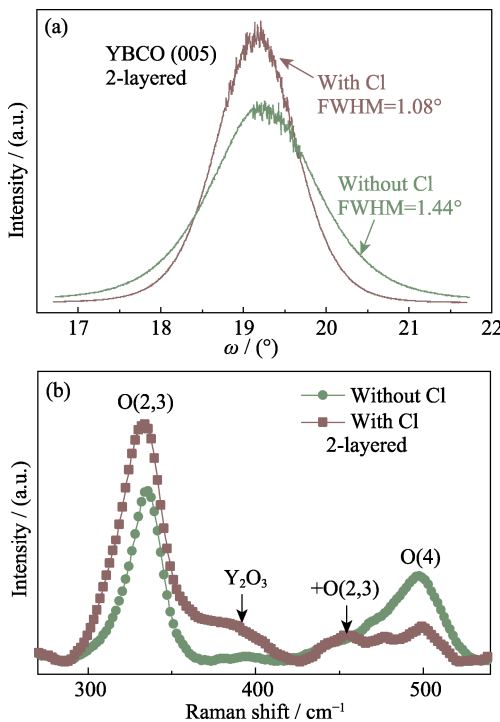 (a)
YBCO (005)
2-layered
With Cl
FWHM=1.08°
Without Cl
FWHM=1.44°
Intensity / (a.u.)
17 18 19 20 21 22
ω / (°)
(b)
O(2,3)
Without Cl
With Cl
2-layered
Y₂O₃
+O(2,3)
O(4)
Intensity / (a.u.)
300 400 500
Raman shift / cm⁻¹